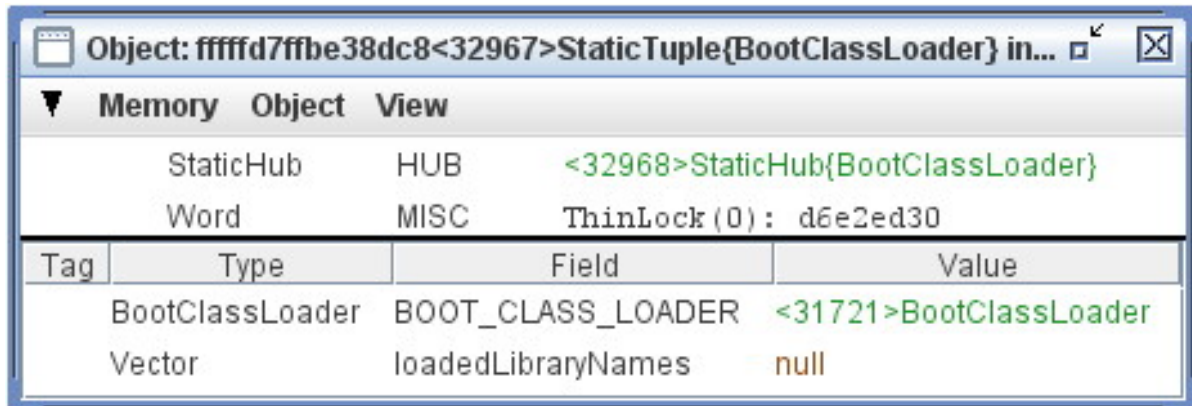 Object: fffffd7ffbe38dc8<32967>StaticTuple{BootClassLoader} in...
Memory Object View
StaticHub HUB <32968>StaticHub{BootClassLoader}
Word MISC ThinLock(0): d6e2ed30
Tag Type Field Value
BootClassLoader BOOT_CLASS_LOADER <31721>BootClassLoader
Vector loadedLibraryNames null